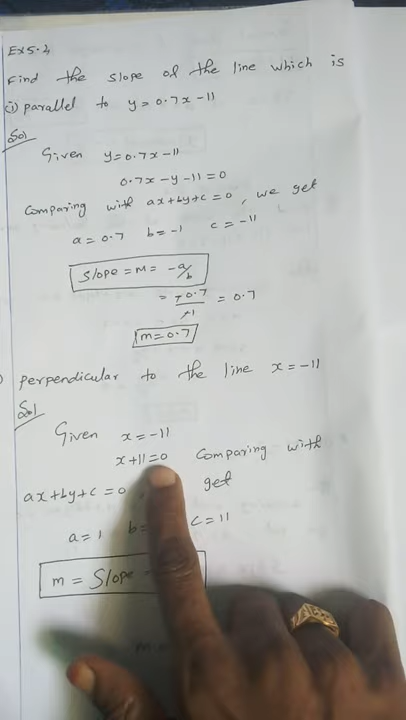 Ex 5.4
Find the slope of the line which is
(i) parallel to y = 0.7x - 11
Sol
Given y = 0.7x - 11
0.7x - y - 11 = 0
Comparing with ax + by + c = 0, we get
a = 0.7 b = -1 c = -11
Slope = m = -a/b
= -0.7/-1 = 0.7
m = 0.7
) perpendicular to the line x = -11
Sol
Given x = -11
x + 11 = 0 Comparing with
ax + by + c = 0, get
a = 1 b = c = 11
m = Slope =
m =